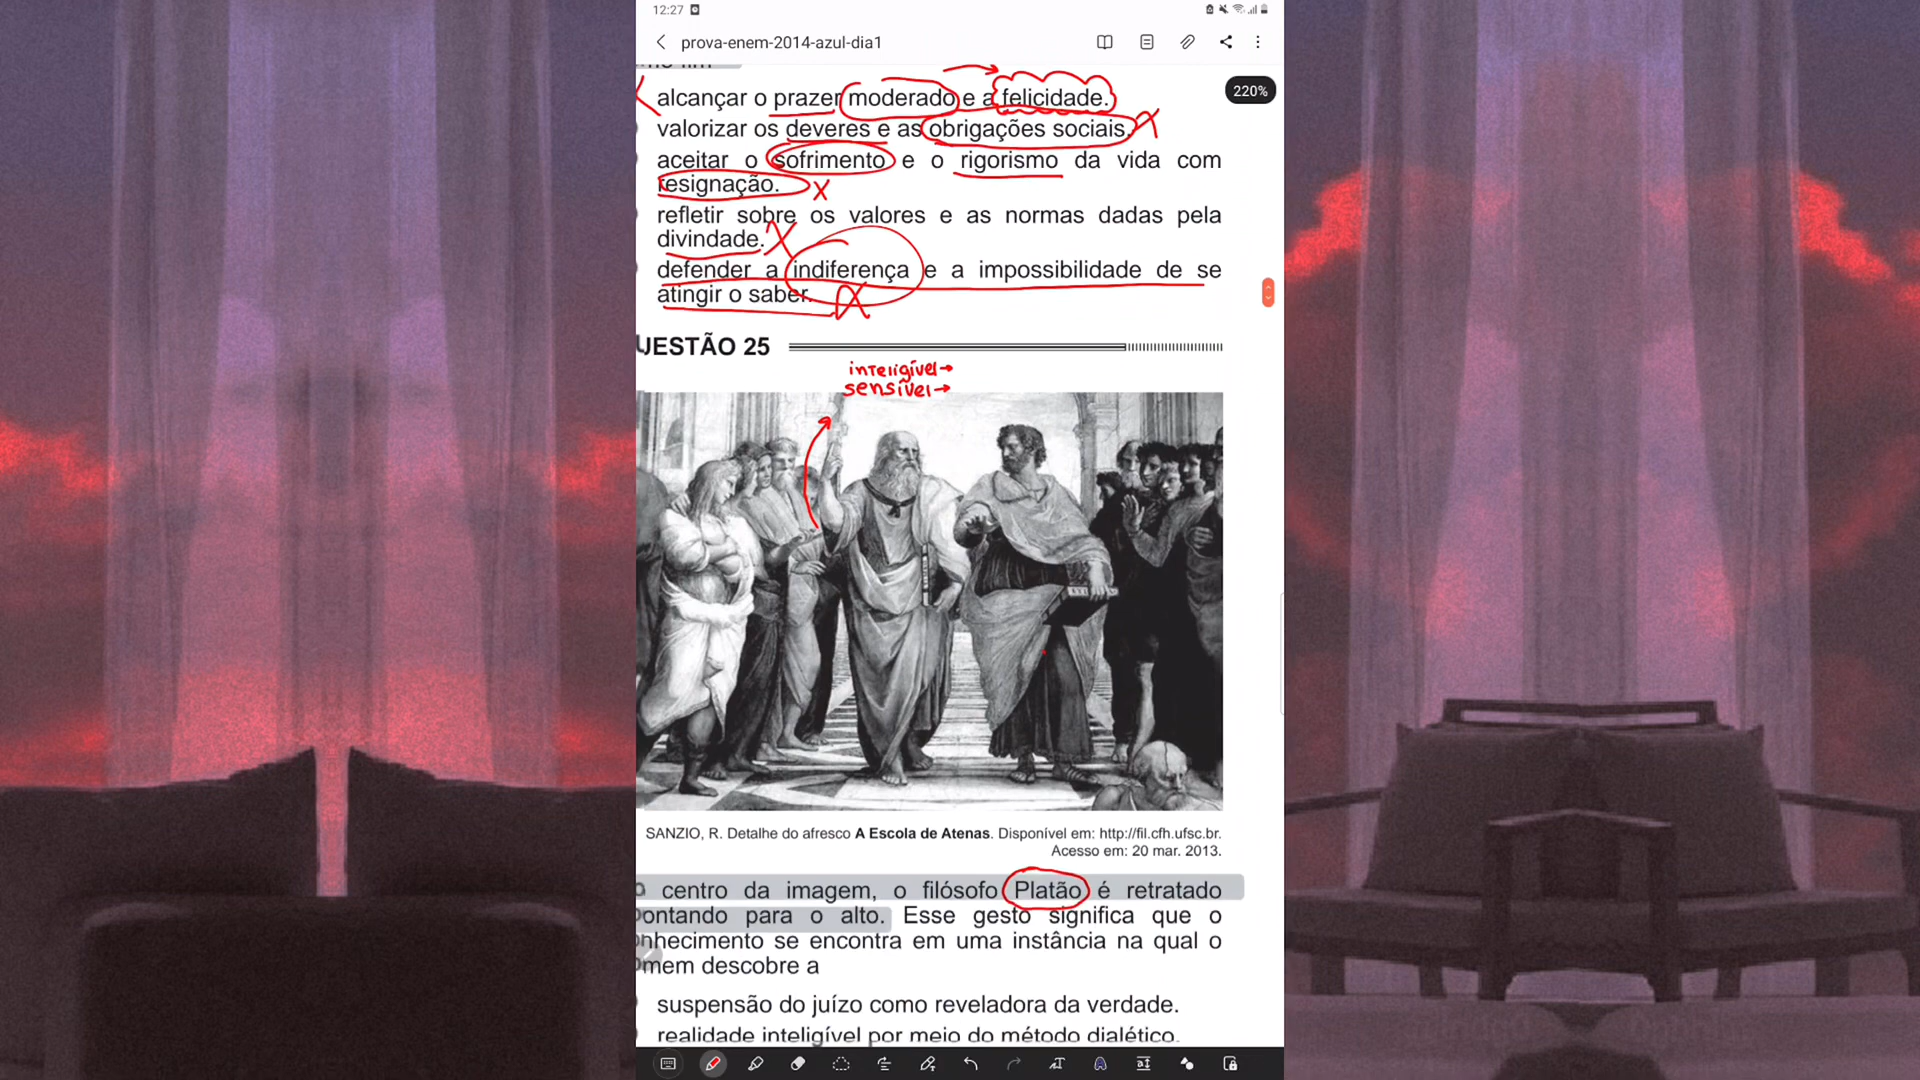 12:27
prova-enem-2014-azul-dia1
220%
alcançar o prazer moderado e a felicidade.
valorizar os deveres e as obrigações sociais.
aceitar o sofrimento e o rigorismo da vida com
resignação.
refletir sobre os valores e as normas dadas pela
divindade.
defender a indiferença e a impossibilidade de se
atingir o saber.
UESTÃO 25
inteligível→
sensível→
SANZIO, R. Detalhe do afresco A Escola de Atenas. Disponível em: http://fil.cfh.ufsc.br.
Acesso em: 20 mar. 2013.
o centro da imagem, o filósofo Platão é retratado
ontando para o alto. Esse gesto significa que o
nhecimento se encontra em uma instância na qual o
mem descobre a
suspensão do juízo como reveladora da verdade.
realidade inteligível por meio do método dialético.